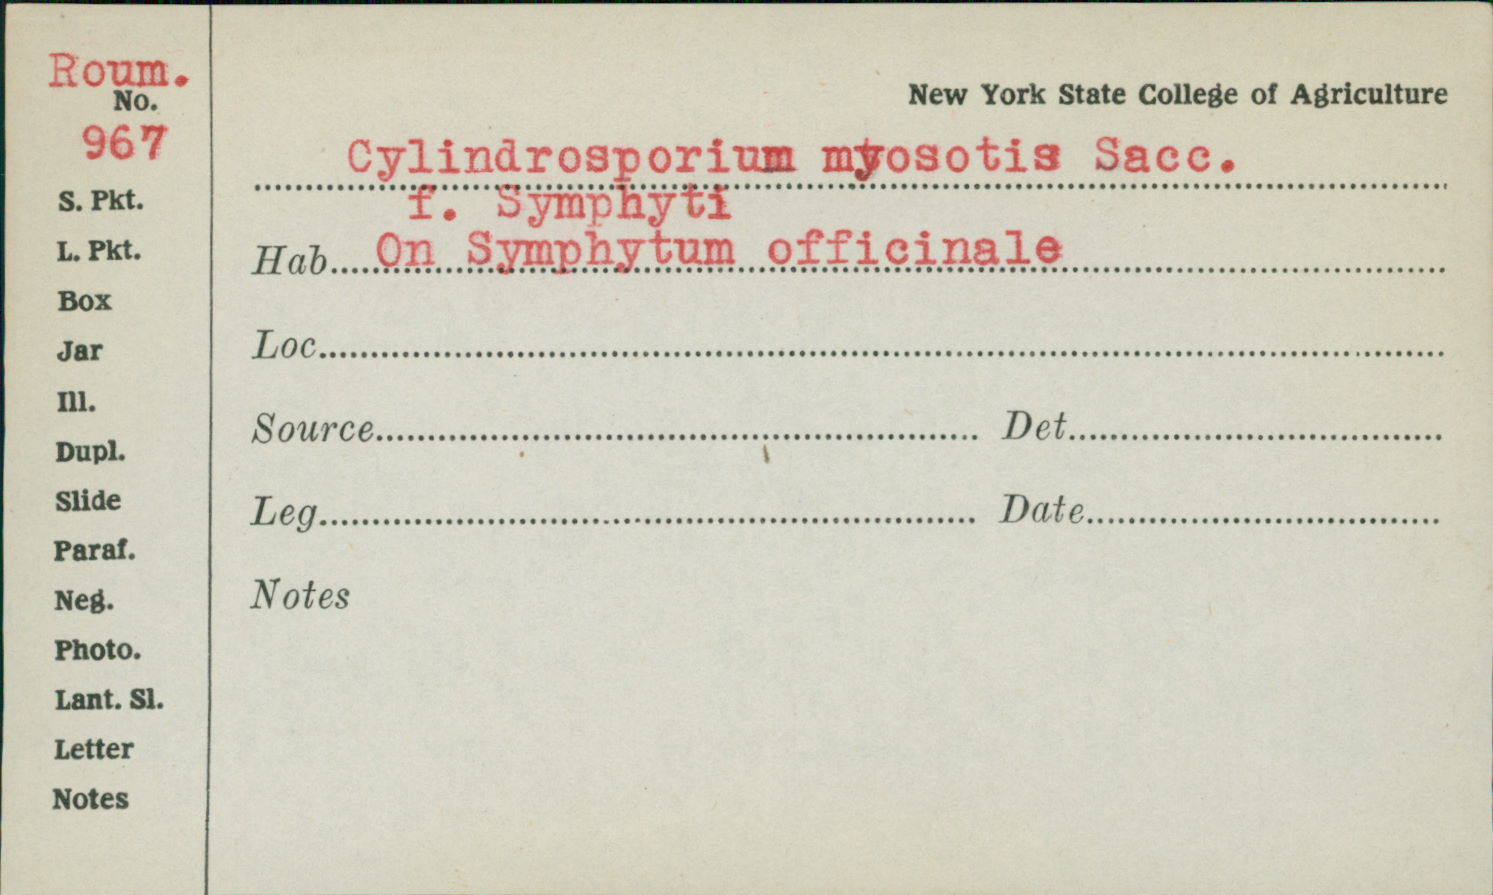 Roum.
No.
967
S. Pkt.
L. Pkt.
Box
Jar
Ill.
Dupl.
Slide
Paraf.
Neg.
Photo.
Lant. Sl.
Letter
Notes
New York State College of Agriculture
Cylindrosporium myosotis Sacc.
f. Symphyti
Hab. On Symphytum officinale
Loc.
Source Det.
Leg. Date
Notes